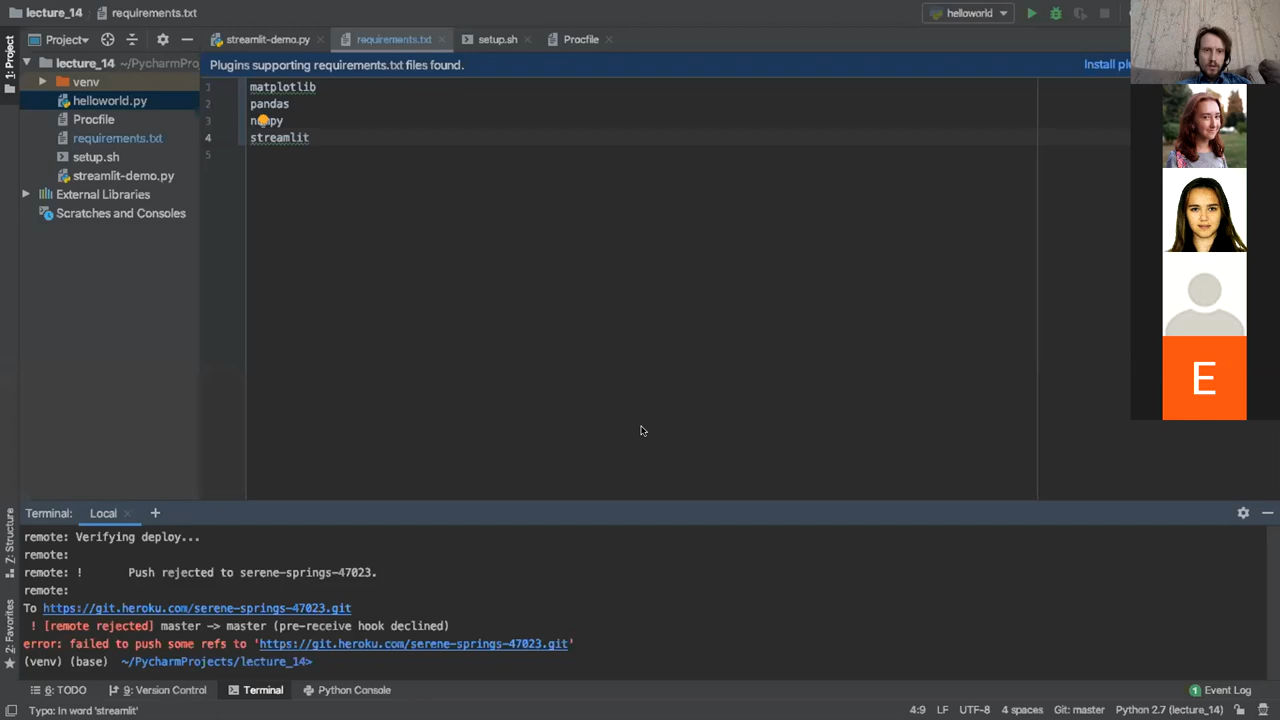 lecture_14 requirements.txt
helloworld
1: Project
Project
streamlit-demo.py
requirements.txt
setup.sh
Procfile
lecture_14 ~/PycharmPro
venv
helloworld.py
Procfile
requirements.txt
setup.sh
streamlit-demo.py
External Libraries
Scratches and Consoles
Plugins supporting requirements.txt files found.
Install plu
1 matplotlib
2 pandas
3 numpy
4 streamlit
5
E
Z: Structure
2: Favorites
Terminal: Local +
remote: Verifying deploy...
remote:
remote: ! Push rejected to serene-springs-47023.
remote:
To https://git.heroku.com/serene-springs-47023.git
! [remote rejected] master -> master (pre-receive hook declined)
error: failed to push some refs to 'https://git.heroku.com/serene-springs-47023.git'
(venv) (base) ~/PycharmProjects/lecture_14>
6: TODO
9: Version Control
Terminal
Python Console
1 Event Log
Typo: In word 'streamlit'
4:9 LF UTF-8 4 spaces Git: master Python 2.7 (lecture_14)